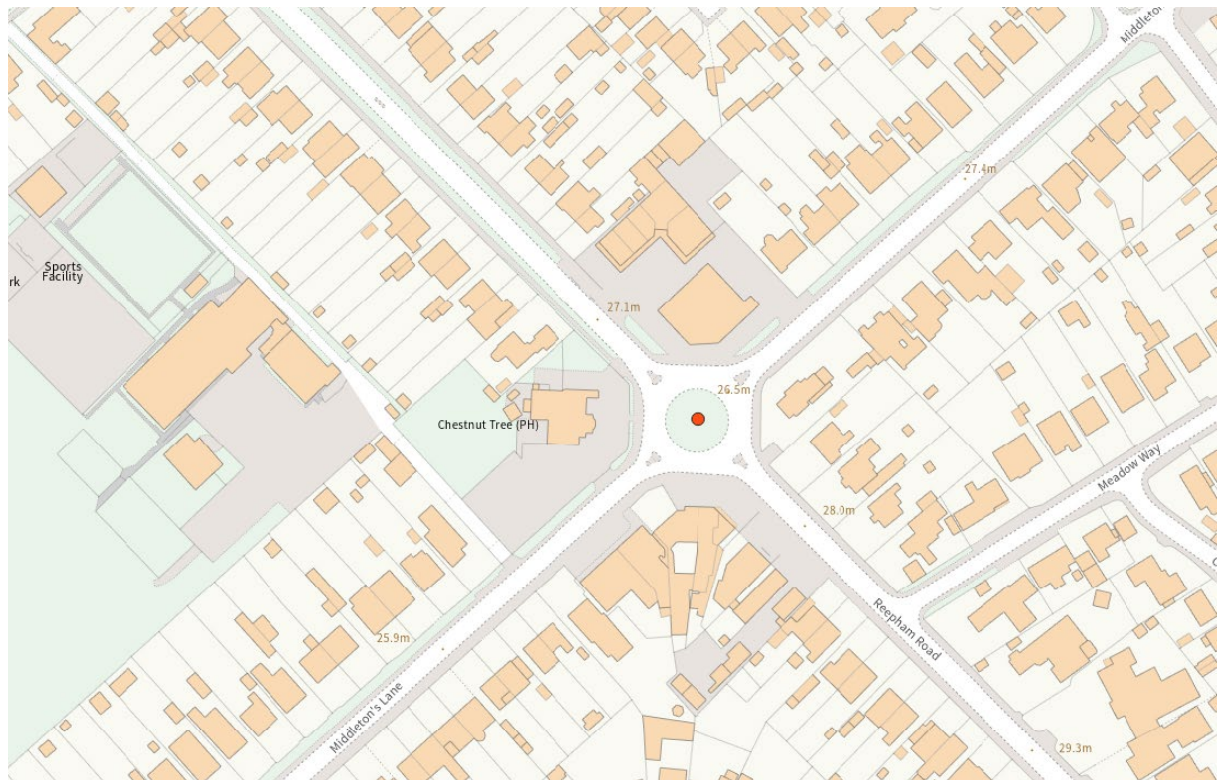 Middleton
27.4m
Sports
Facility
rk
27.1m
26.5m
Chestnut Tree (PH)
Meadow Way
28.0m
Reepham Road
25.9m
Middleton's Lane
29.3m